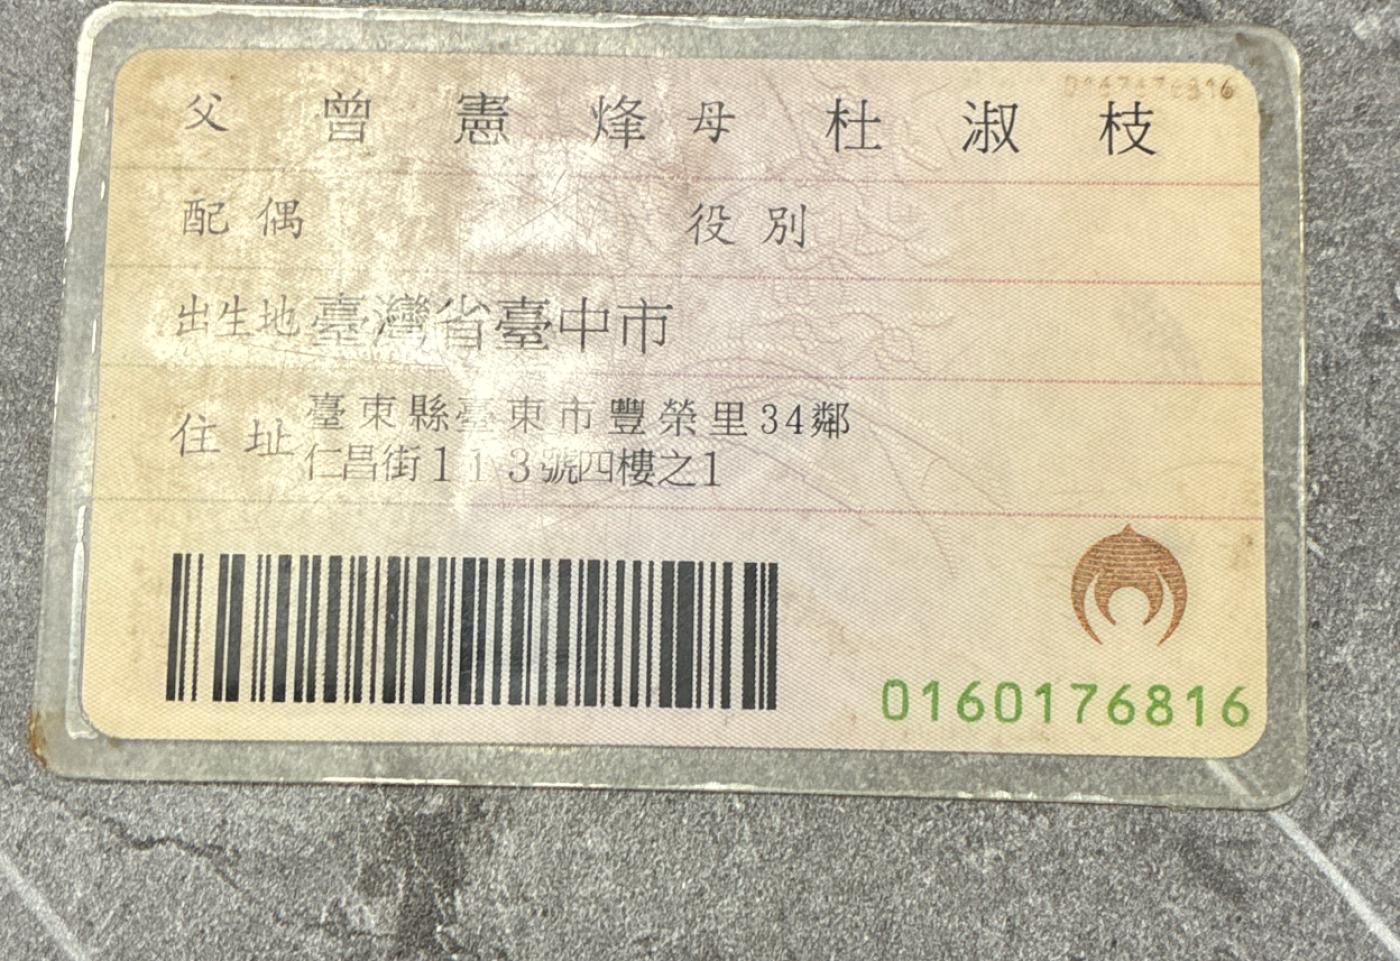 父 曾 憲 烽 母 杜 淑 枝
配 偶 役 別
出生地 臺灣省臺中市
住 址 臺東縣臺東市豐榮里34鄰
仁昌街113號四樓之1
0160176816